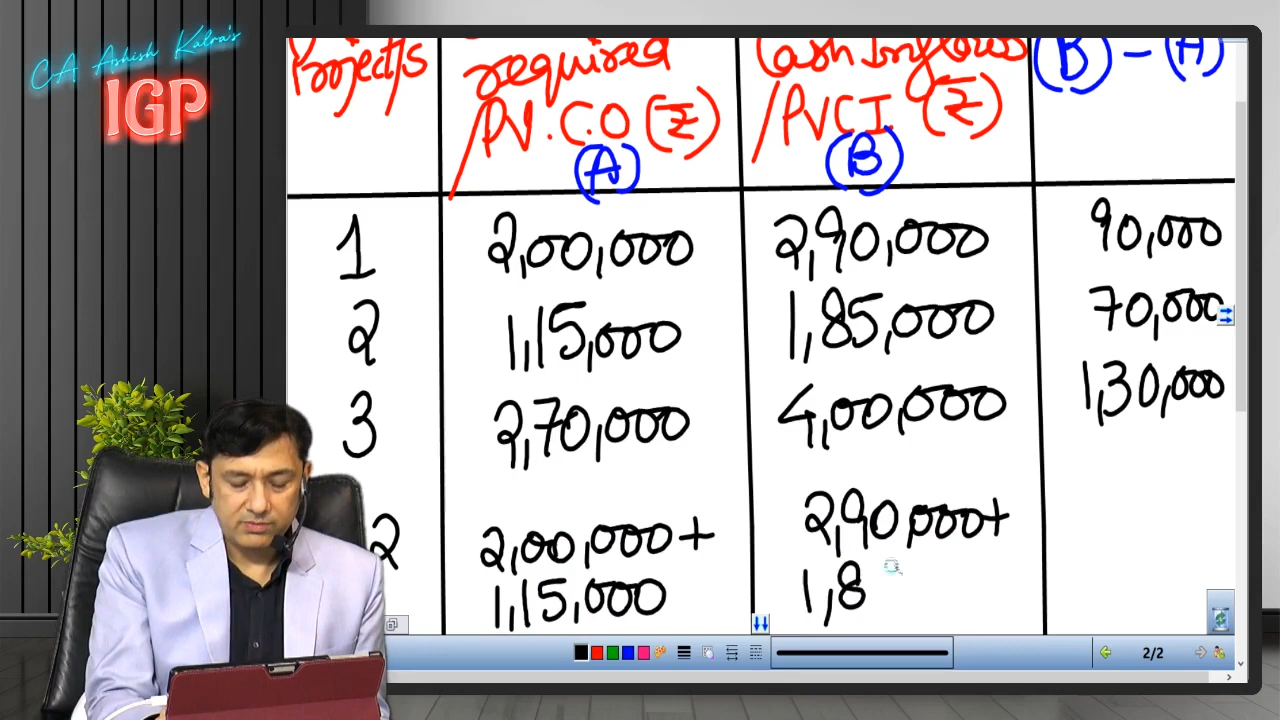 CA Ashish Kalra's
IGP
Project/s
required
/PV.C.O (₹)
(A)
Cash Inflows
/PVCI. (₹)
(B)
(B) - (A)
1 2,00,000 2,90,000 90,000
2 1,15,000 1,85,000 70,000
3 2,70,000 4,00,000 1,30,000
2 2,00,000+ 2,90,000+
1,15,000 1,8
2/2